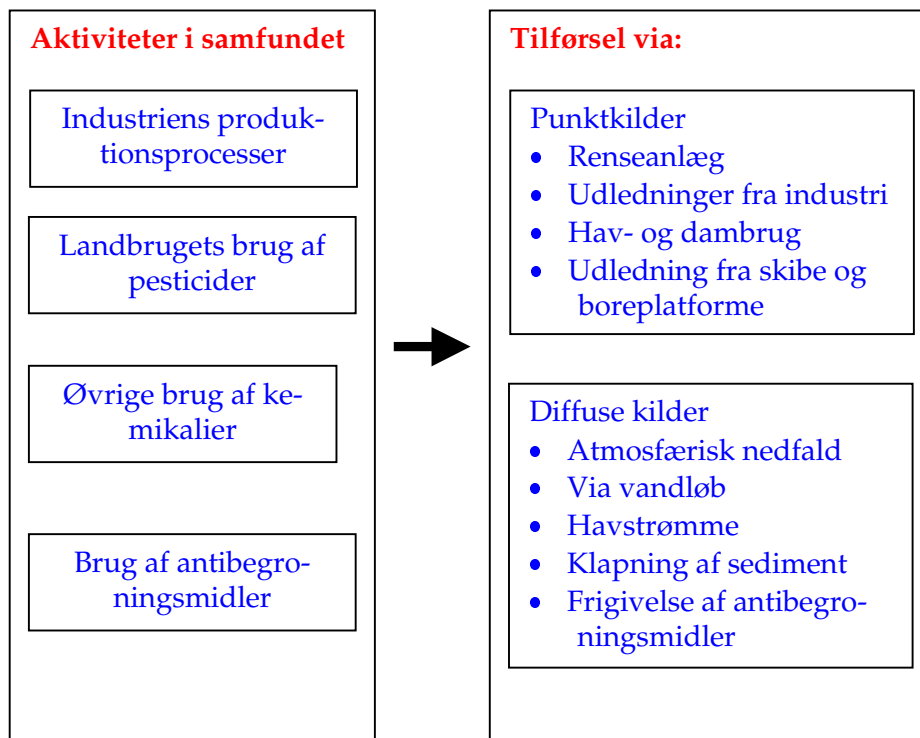 Aktiviteter i samfundet
Industriens produk-
tionsprocesser
Landbrugets brug af
pesticider
Øvrige brug af ke-
mikalier
Brug af antibegro-
ningsmidler
Tilførsel via:
Punktkilder
• Renseanlæg
• Udledninger fra industri
• Hav- og dambrug
• Udledning fra skibe og
boreplatforme
Diffuse kilder
• Atmosfærisk nedfald
• Via vandløb
• Havstrømme
• Klapning af sediment
• Frigivelse af antibegro-
ningsmidler